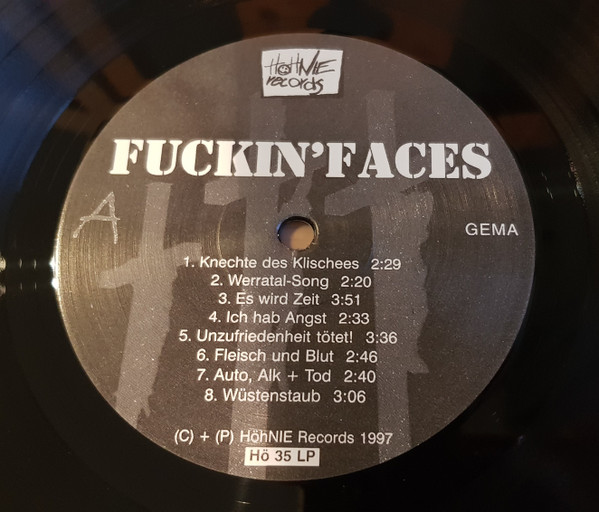 HöHNIE
records
FUCKIN'FACES
A
GEMA
1. Knechte des Klischees 2:29
2. Werratal-Song 2:20
3. Es wird Zeit 3:51
4. Ich hab Angst 2:33
5. Unzufriedenheit tötet! 3:36
6. Fleisch und Blut 2:46
7. Auto, Alk + Tod 2:40
8. Wüstenstaub 3:06
(C) + (P) HöhNIE Records 1997
Hö 35 LP